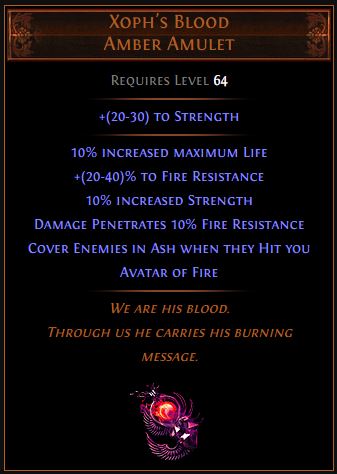 Xoph's Blood
Amber Amulet
Requires Level 64
+(20-30) to Strength
10% increased maximum Life
+(20-40)% to Fire Resistance
10% increased Strength
Damage Penetrates 10% Fire Resistance
Cover Enemies in Ash when they Hit you
Avatar of Fire
We are his blood.
Through us he carries his burning
message.